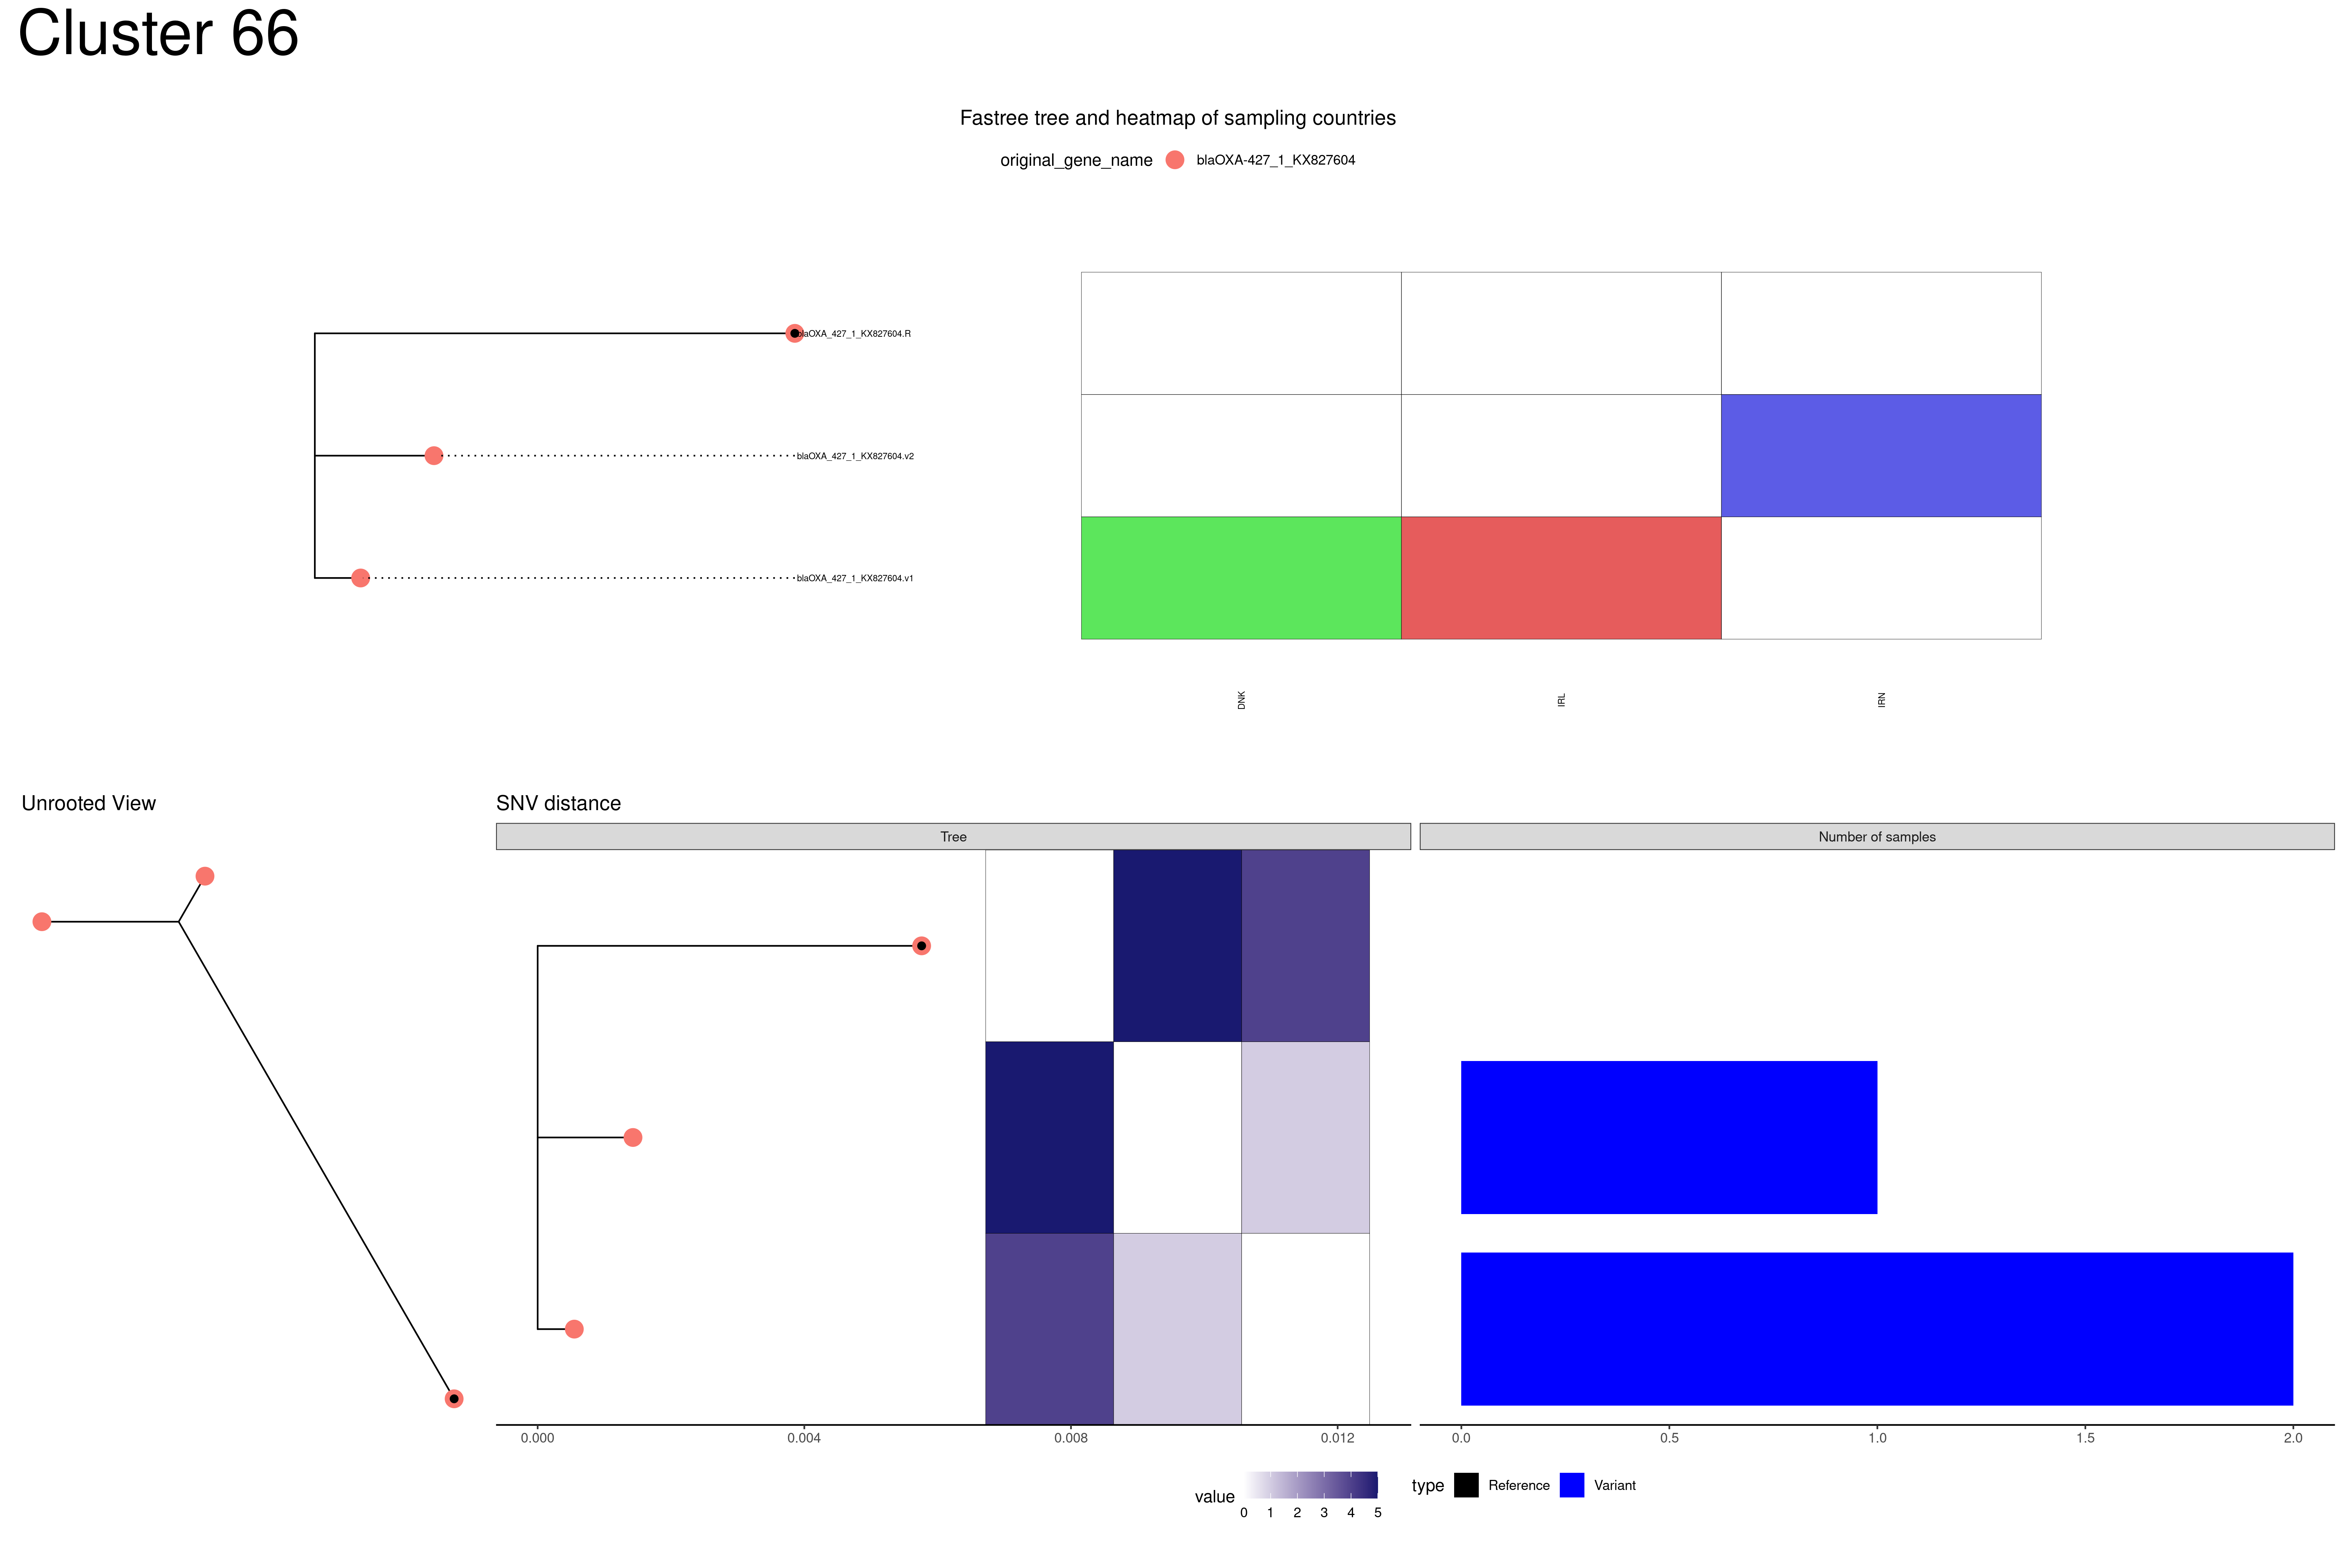 Cluster 66
Fastree tree and heatmap of sampling countries
original_gene_name blaOXA-427_1_KX827604
blaOXA_427_1_KX827604.R
blaOXA_427_1_KX827604.v2
blaOXA_427_1_KX827604.v1
DNK IRL IRN
Unrooted View
SNV distance
Tree
Number of samples
0.000 0.004 0.008 0.012
0.0 0.5 1.0 1.5 2.0
value
0 1 2 3 4 5
type Reference Variant